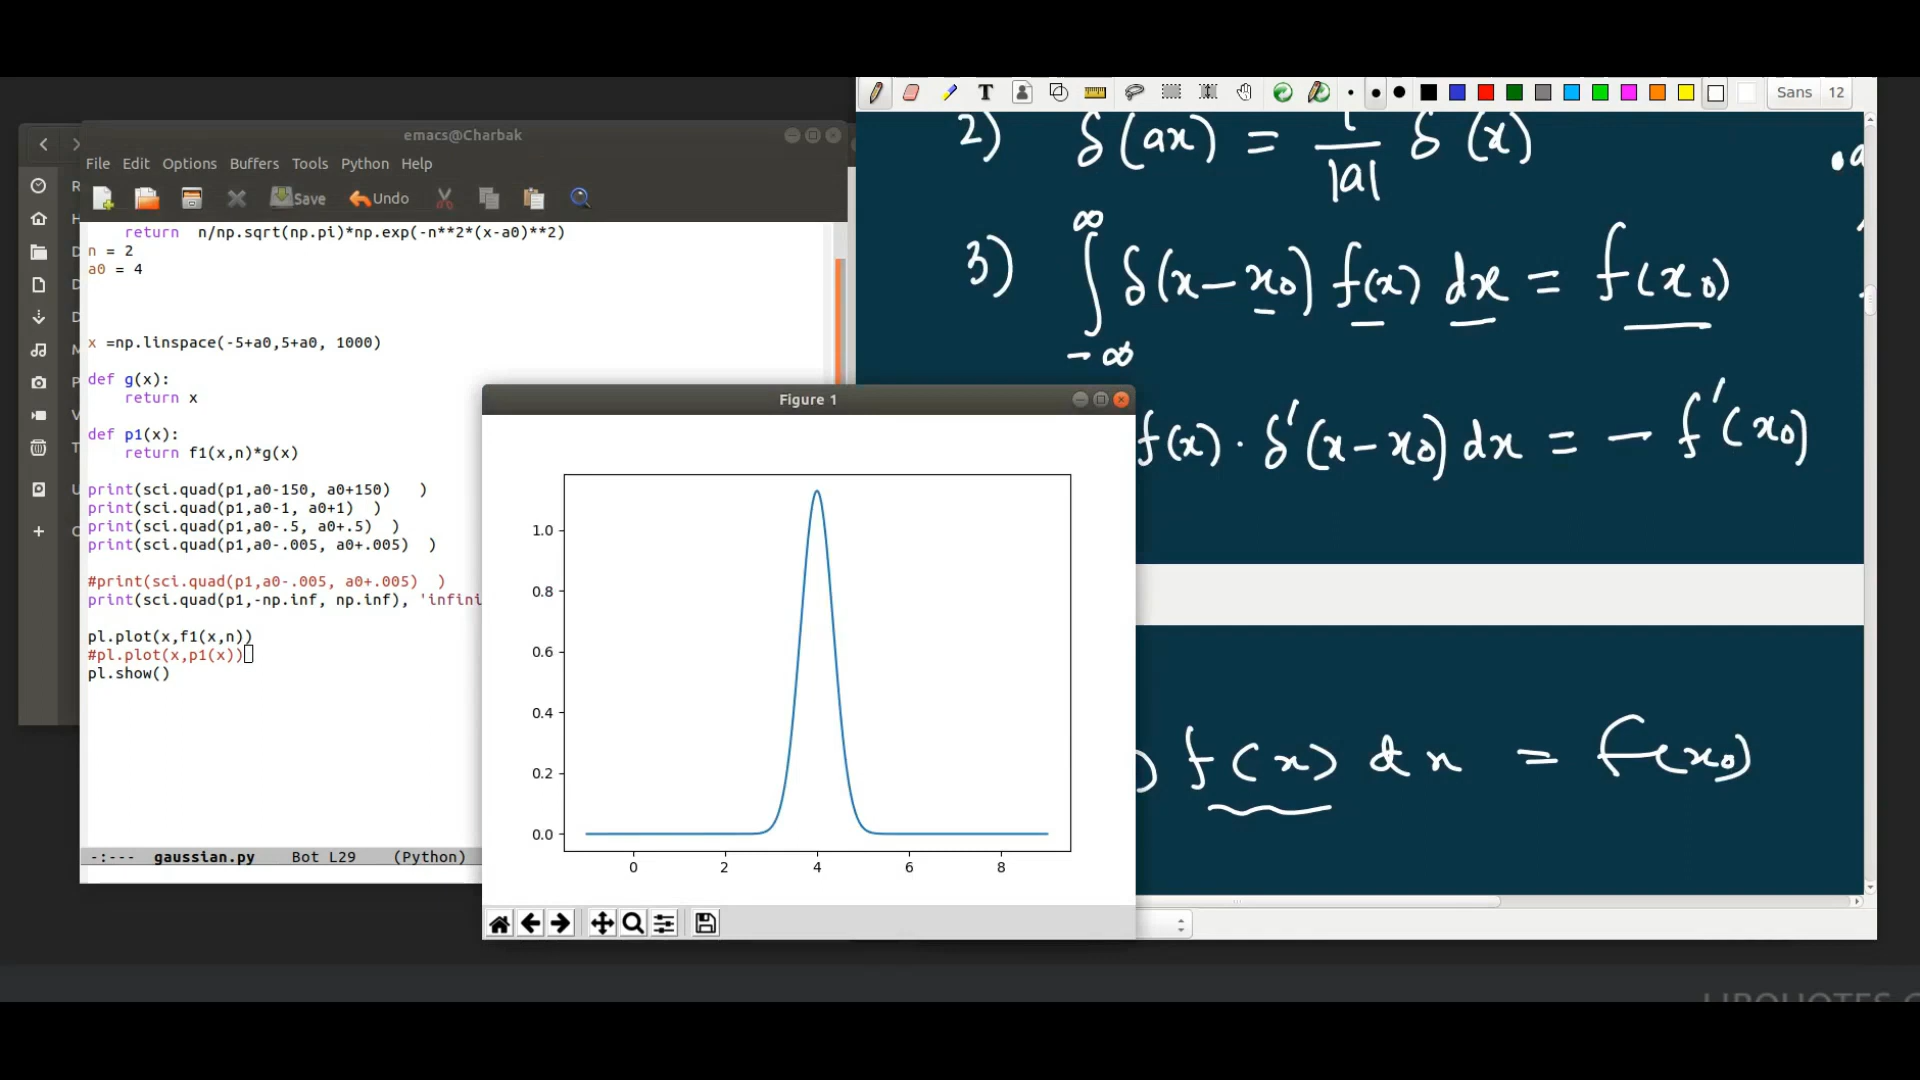 emacs@Charbak
File Edit Options Buffers Tools Python Help
Save Undo
return  n/np.sqrt(np.pi)*np.exp(-n**2*(x-a0)**2)
n = 2
a0 = 4
x =np.linspace(-5+a0,5+a0, 1000)
def g(x):
return x
def p1(x):
return f1(x,n)*g(x)
print(sci.quad(p1,a0-150, a0+150)   )
print(sci.quad(p1,a0-1, a0+1)  )
print(sci.quad(p1,a0-.5, a0+.5)  )
print(sci.quad(p1,a0-.005, a0+.005)  )
#print(sci.quad(p1,a0-.005, a0+.005)  )
print(sci.quad(p1,-np.inf, np.inf), 'infini
pl.plot(x,f1(x,n))
#pl.plot(x,p1(x))
pl.show()
-:--- gaussian.py Bot L29 (Python)
Figure 1
1.0
0.8
0.6
0.4
0.2
0.0
0 2 4 6 8
T Sans 12
2) δ(ax) = 1/|a| δ(x)
3) ∫_{-∞}^{∞} δ(x-x₀) f(x) dx = f(x₀)
f(x)·δ'(x-x₀) dx = - f'(x₀)
) f(x) dx = f(x₀)